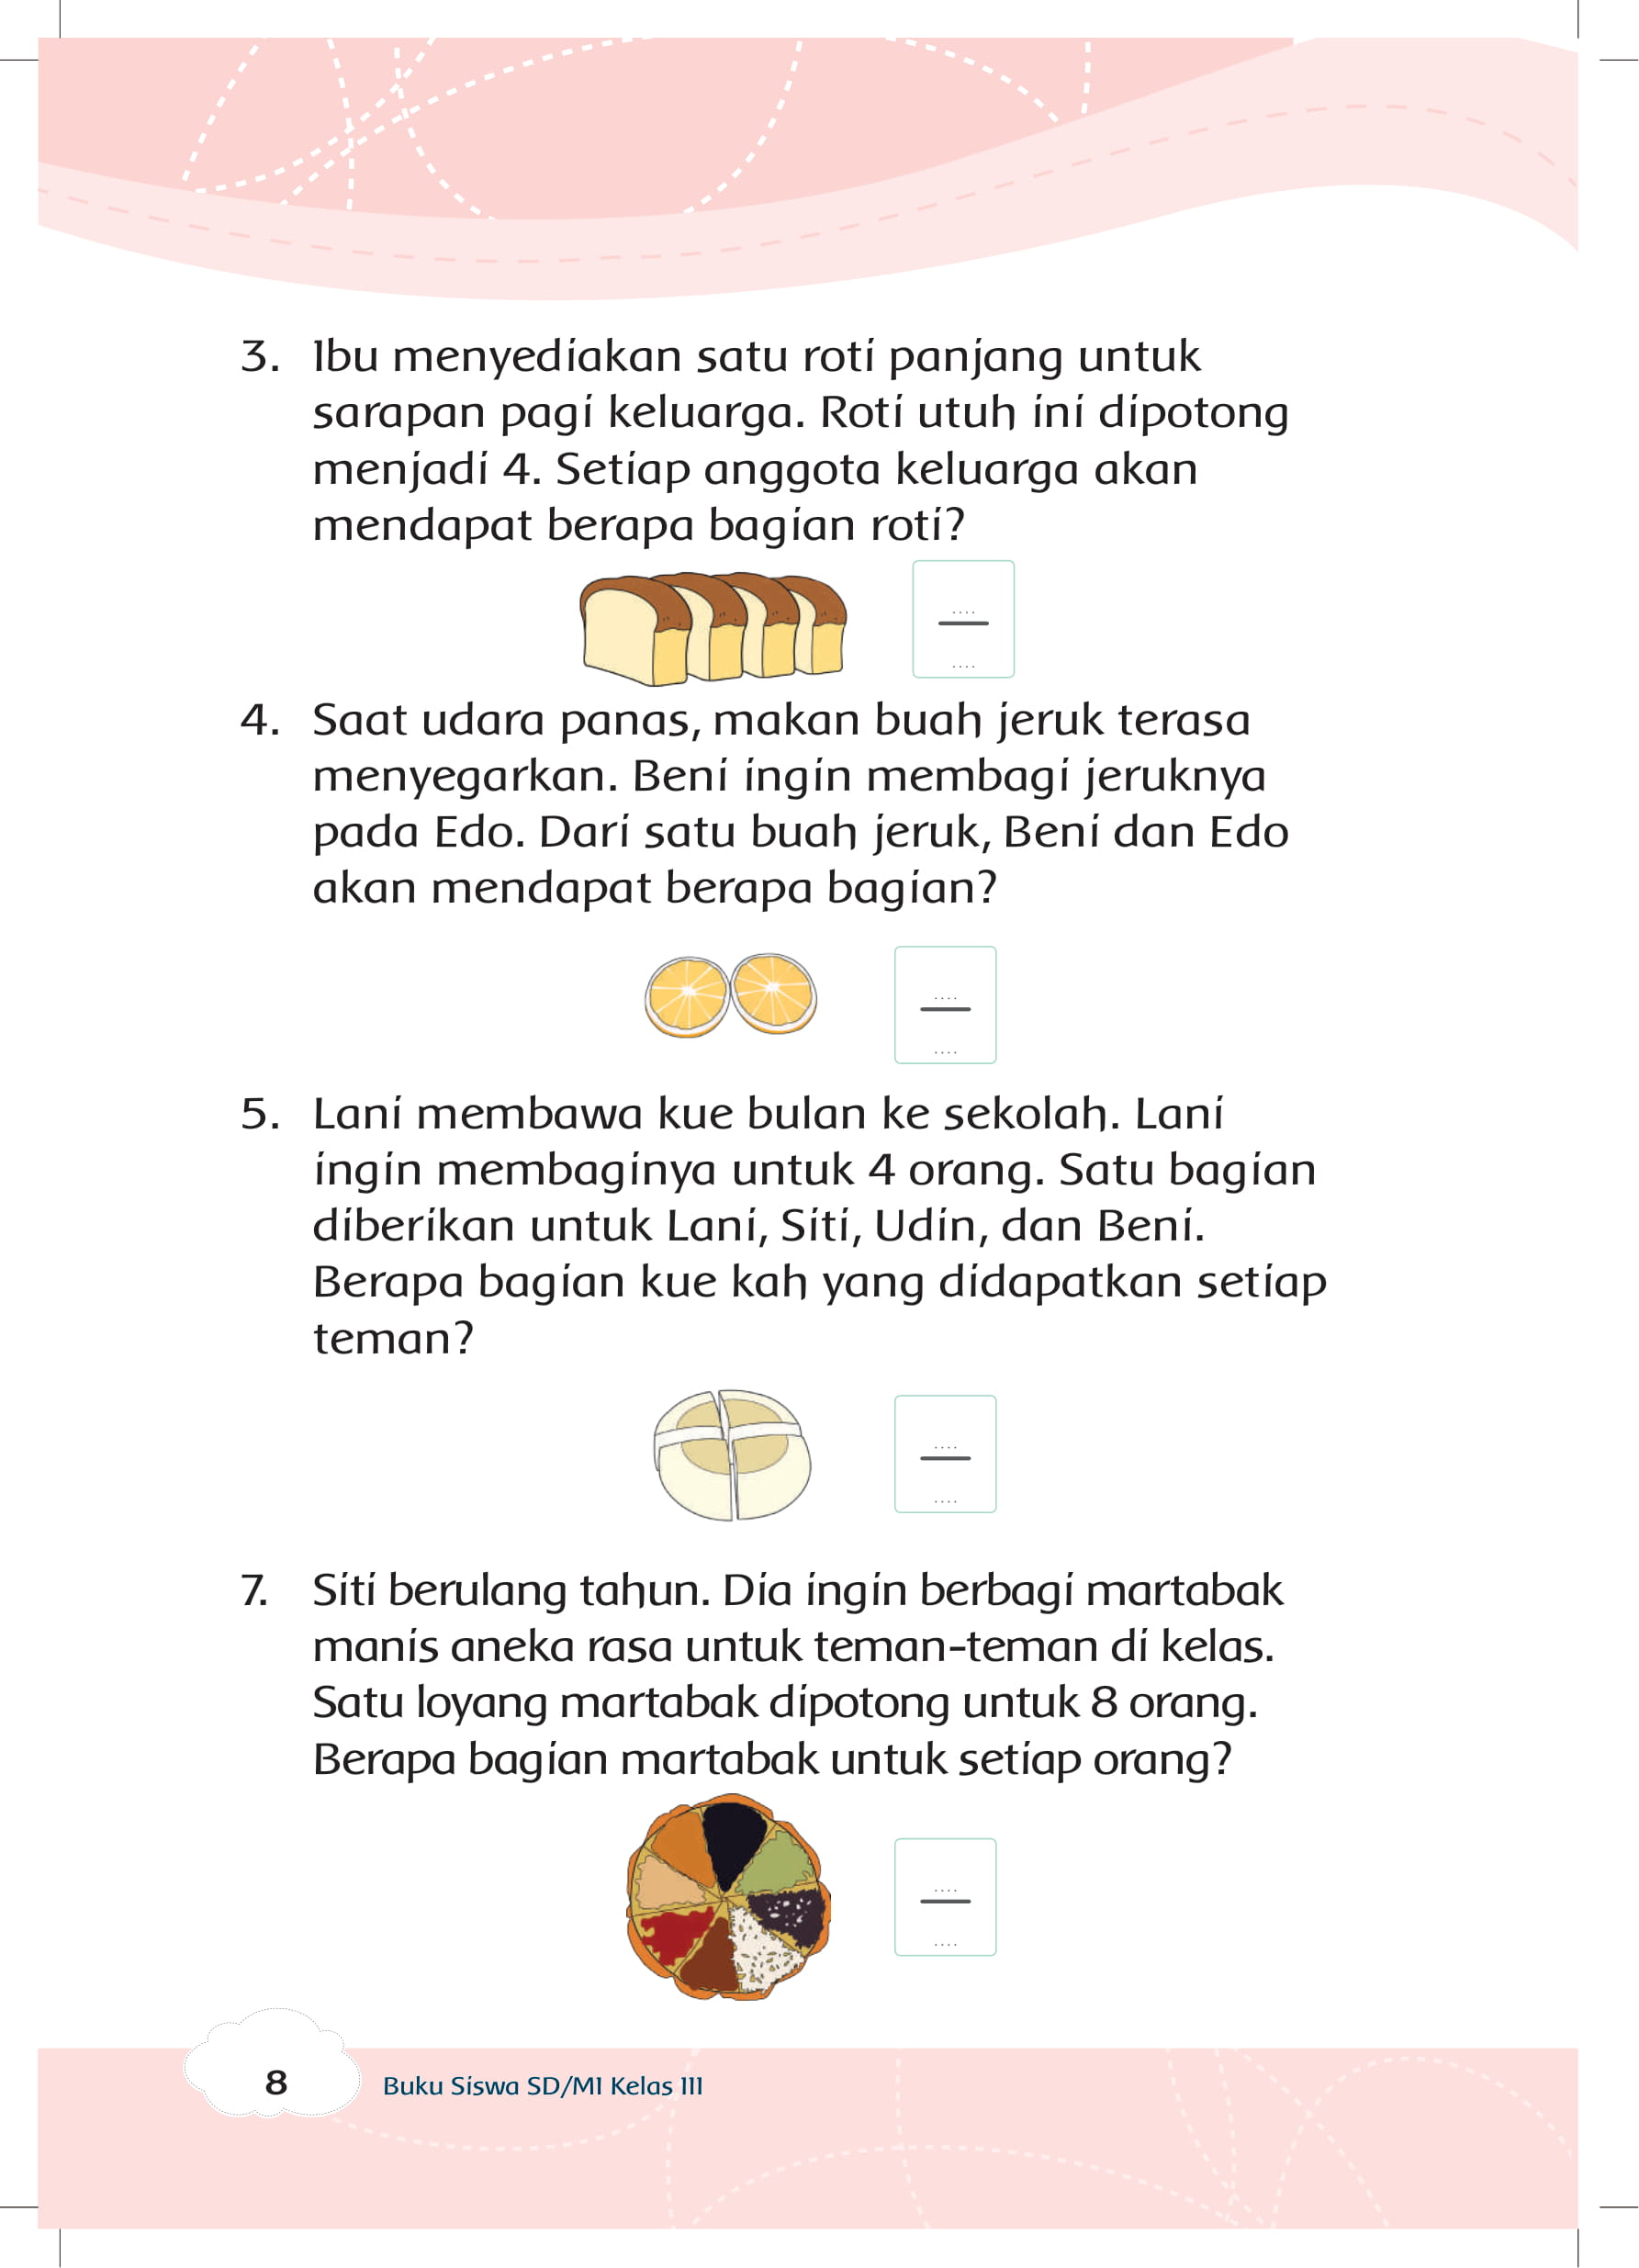 3. Ibu menyediakan satu roti panjang untuk
sarapan pagi keluarga. Roti utuh ini dipotong
menjadi 4. Setiap anggota keluarga akan
mendapat berapa bagian roti?
....
....
4. Saat udara panas, makan buah jeruk terasa
menyegarkan. Beni ingin membagi jeruknya
pada Edo. Dari satu buah jeruk, Beni dan Edo
akan mendapat berapa bagian?
....
....
5. Lani membawa kue bulan ke sekolah. Lani
ingin membaginya untuk 4 orang. Satu bagian
diberikan untuk Lani, Siti, Udin, dan Beni.
Berapa bagian kue kah yang didapatkan setiap
teman?
....
....
7. Siti berulang tahun. Dia ingin berbagi martabak
manis aneka rasa untuk teman-teman di kelas.
Satu loyang martabak dipotong untuk 8 orang.
Berapa bagian martabak untuk setiap orang?
....
....
8 Buku Siswa SD/MI Kelas III